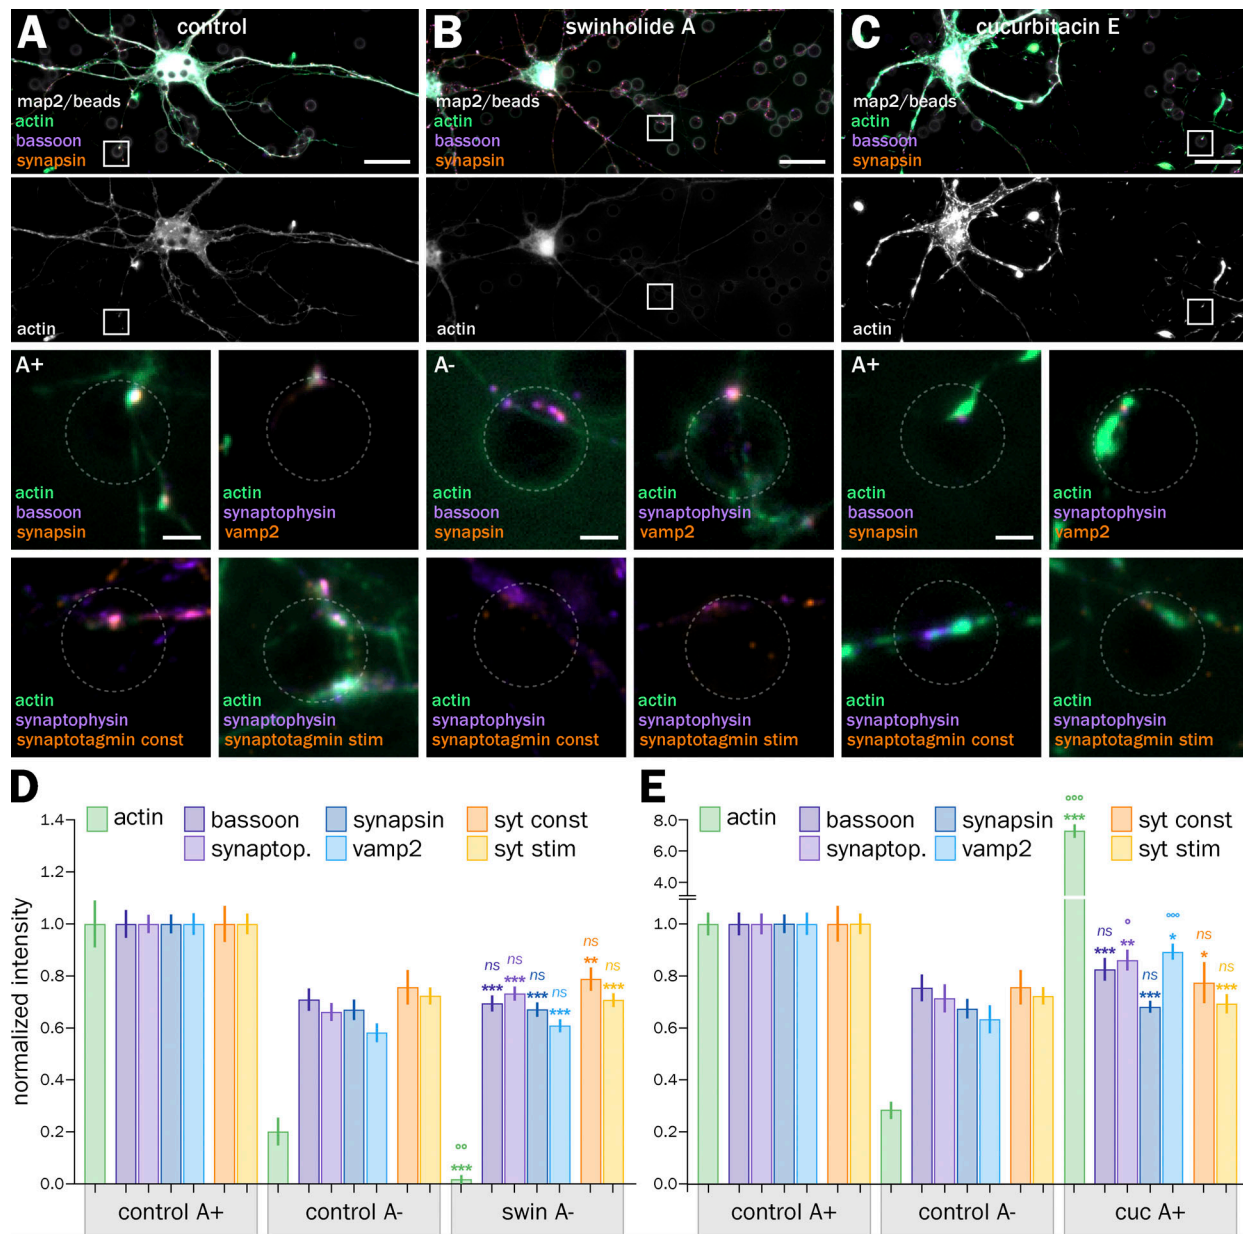 A control
map2/beads
actin
bassoon
synapsin
B swinholide A
map2/beads
actin
bassoon
synapsin
C cucurbitacin E
map2/beads
actin
bassoon
synapsin
actin
actin
actin
A+
actin
bassoon
synapsin
actin
synaptophysin
vamp2
A-
actin
bassoon
synapsin
actin
synaptophysin
vamp2
A+
actin
bassoon
synapsin
actin
synaptophysin
vamp2
actin
synaptophysin
synaptotagmin const
actin
synaptophysin
synaptotagmin stim
actin
synaptophysin
synaptotagmin const
actin
synaptophysin
synaptotagmin stim
actin
synaptophysin
synaptotagmin const
actin
synaptophysin
synaptotagmin stim
D
normalized intensity
1.4
1.2
1.0
0.8
0.6
0.4
0.2
0.0
actin
bassoon
synapsin
syt const
synaptop.
vamp2
syt stim
°°
***
ns
***
ns
***
ns
***
ns
***
ns
**
ns
***
control A+
control A-
swin A-
E
8.0
6.0
4.0
1.0
0.8
0.6
0.4
0.2
0.0
actin
bassoon
synapsin
syt const
synaptop.
vamp2
syt stim
°°°
***
ns
***
°
**
ns
***
°°°
*
ns
*
ns
***
control A+
control A-
cuc A+